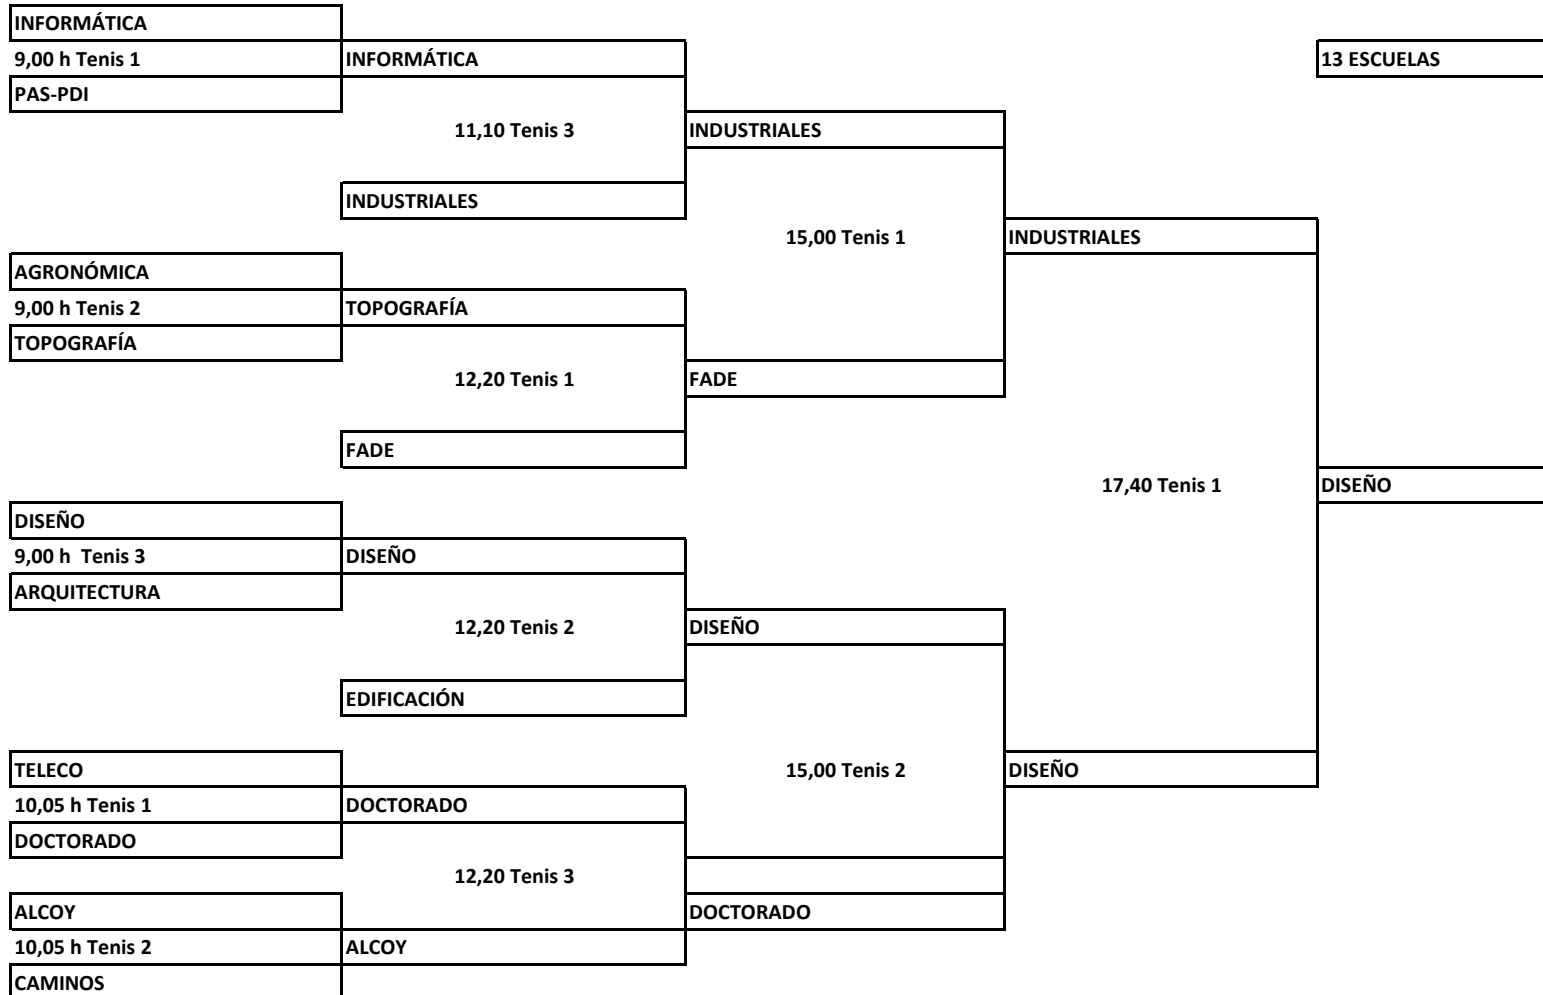 INFORMÁTICA
9,00 h Tenis 1
INFORMÁTICA
13 ESCUELAS
PAS-PDI
11,10 Tenis 3
INDUSTRIALES
INDUSTRIALES
15,00 Tenis 1
INDUSTRIALES
AGRONÓMICA
9,00 h Tenis 2
TOPOGRAFÍA
TOPOGRAFÍA
12,20 Tenis 1
FADE
FADE
17,40 Tenis 1
DISEÑO
DISEÑO
9,00 h  Tenis 3
DISEÑO
ARQUITECTURA
12,20 Tenis 2
DISEÑO
EDIFICACIÓN
TELECO
15,00 Tenis 2
DISEÑO
10,05 h Tenis 1
DOCTORADO
DOCTORADO
12,20 Tenis 3
ALCOY
DOCTORADO
10,05 h Tenis 2
ALCOY
CAMINOS